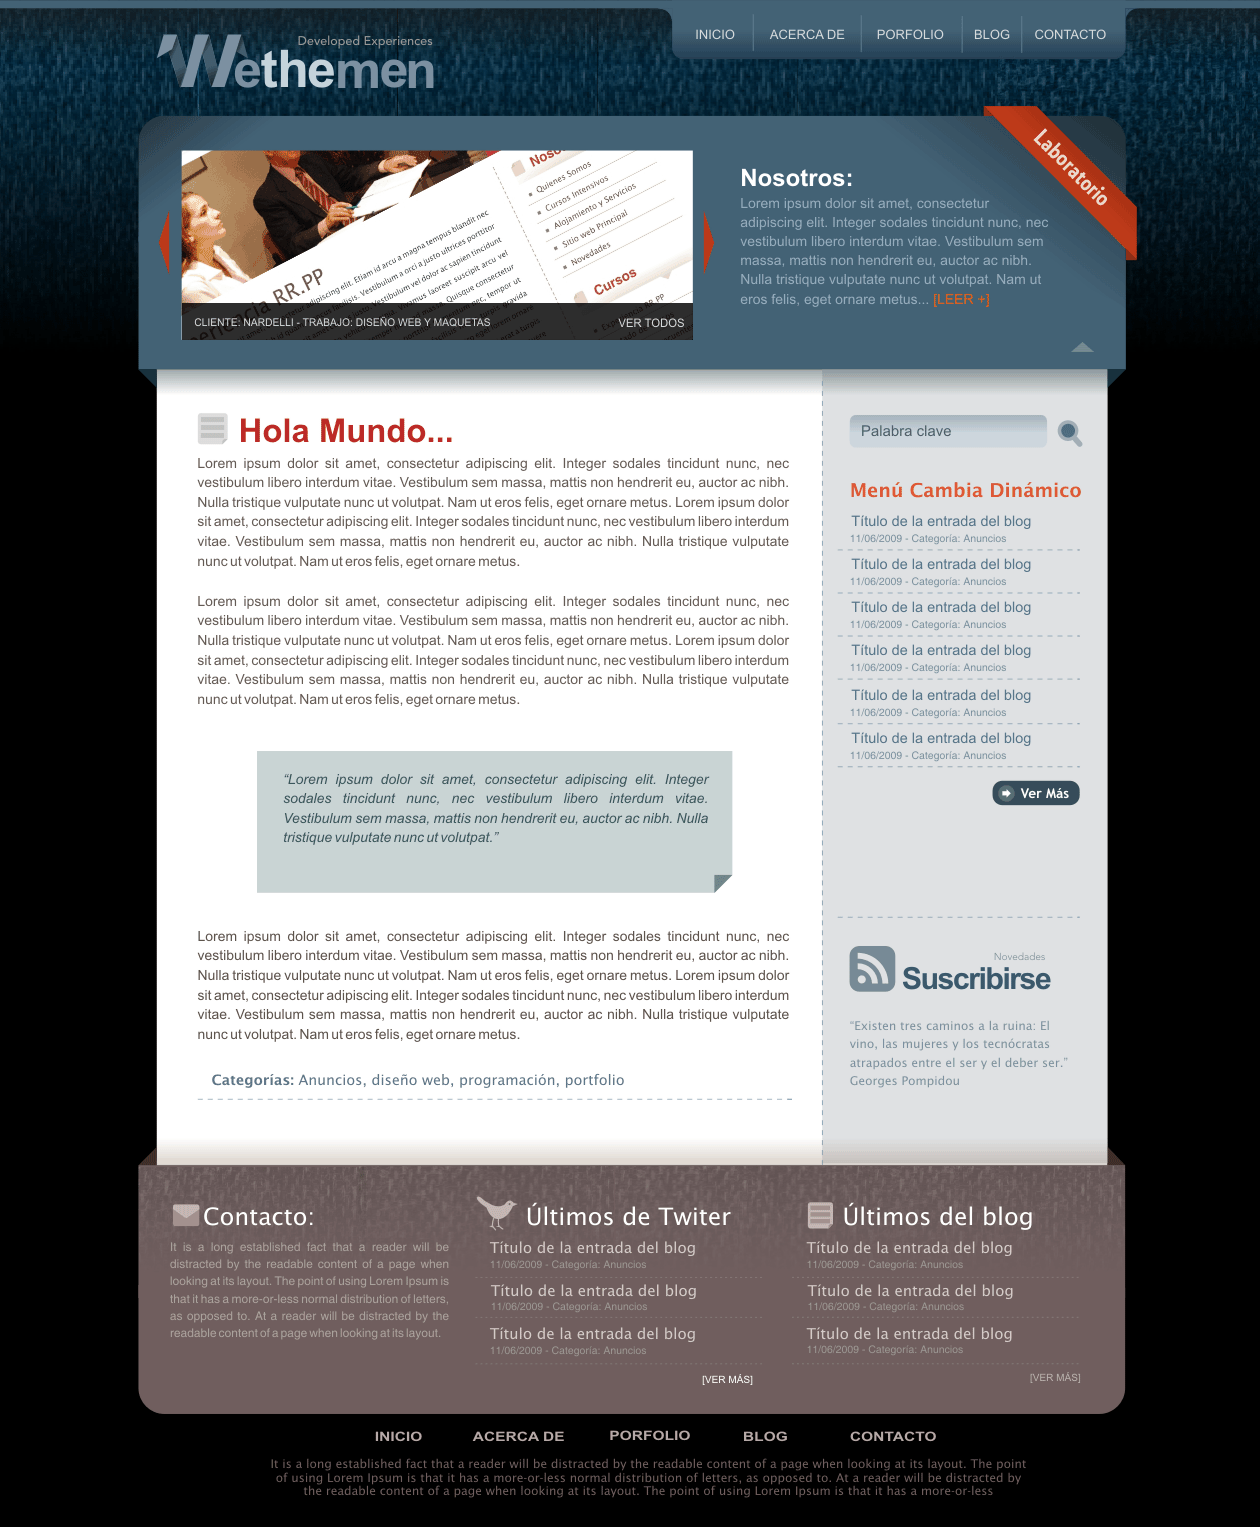 Developed Experiences
Wethemen
INICIO
ACERCA DE
PORFOLIO
BLOG
CONTACTO
Laboratorio
Nosotros:
Lorem ipsum dolor sit amet, consectetur
adipiscing elit. Integer sodales tincidunt nunc, nec
vestibulum libero interdum vitae. Vestibulum sem
massa, mattis non hendrerit eu, auctor ac nibh.
Nulla tristique vulputate nunc ut volutpat. Nam ut
eros felis, eget ornare metus... [LEER +]
Quienes Somos
Cursos Intensivos
Alojamiento y Servicios
Sitio web Principal
Novedades
Cursos
RR.PP
CLIENTE: NARDELLI - TRABAJO: DISEÑO WEB Y MAQUETAS
VER TODOS
Hola Mundo...
Lorem ipsum dolor sit amet, consectetur adipiscing elit. Integer sodales tincidunt nunc, nec
vestibulum libero interdum vitae. Vestibulum sem massa, mattis non hendrerit eu, auctor ac nibh.
Nulla tristique vulputate nunc ut volutpat. Nam ut eros felis, eget ornare metus. Lorem ipsum dolor
sit amet, consectetur adipiscing elit. Integer sodales tincidunt nunc, nec vestibulum libero interdum
vitae. Vestibulum sem massa, mattis non hendrerit eu, auctor ac nibh. Nulla tristique vulputate
nunc ut volutpat. Nam ut eros felis, eget ornare metus.
Lorem ipsum dolor sit amet, consectetur adipiscing elit. Integer sodales tincidunt nunc, nec
vestibulum libero interdum vitae. Vestibulum sem massa, mattis non hendrerit eu, auctor ac nibh.
Nulla tristique vulputate nunc ut volutpat. Nam ut eros felis, eget ornare metus. Lorem ipsum dolor
sit amet, consectetur adipiscing elit. Integer sodales tincidunt nunc, nec vestibulum libero interdum
vitae. Vestibulum sem massa, mattis non hendrerit eu, auctor ac nibh. Nulla tristique vulputate
nunc ut volutpat. Nam ut eros felis, eget ornare metus.
“Lorem ipsum dolor sit amet, consectetur adipiscing elit. Integer
sodales tincidunt nunc, nec vestibulum libero interdum vitae.
Vestibulum sem massa, mattis non hendrerit eu, auctor ac nibh. Nulla
tristique vulputate nunc ut volutpat.”
Lorem ipsum dolor sit amet, consectetur adipiscing elit. Integer sodales tincidunt nunc, nec
vestibulum libero interdum vitae. Vestibulum sem massa, mattis non hendrerit eu, auctor ac nibh.
Nulla tristique vulputate nunc ut volutpat. Nam ut eros felis, eget ornare metus. Lorem ipsum dolor
sit amet, consectetur adipiscing elit. Integer sodales tincidunt nunc, nec vestibulum libero interdum
vitae. Vestibulum sem massa, mattis non hendrerit eu, auctor ac nibh. Nulla tristique vulputate
nunc ut volutpat. Nam ut eros felis, eget ornare metus.
Categorías: Anuncios, diseño web, programación, portfolio
Palabra clave
Menú Cambia Dinámico
Título de la entrada del blog
11/06/2009 - Categoría: Anuncios
Título de la entrada del blog
11/06/2009 - Categoría: Anuncios
Título de la entrada del blog
11/06/2009 - Categoría: Anuncios
Título de la entrada del blog
11/06/2009 - Categoría: Anuncios
Título de la entrada del blog
11/06/2009 - Categoría: Anuncios
Título de la entrada del blog
11/06/2009 - Categoría: Anuncios
Ver Más
Novedades
Suscribirse
“Existen tres caminos a la ruina: El
vino, las mujeres y los tecnócratas
atrapados entre el ser y el deber ser.”
Georges Pompidou
Contacto:
It is a long established fact that a reader will be
distracted by the readable content of a page when
looking at its layout. The point of using Lorem Ipsum is
that it has a more-or-less normal distribution of letters,
as opposed to. At a reader will be distracted by the
readable content of a page when looking at its layout.
Últimos de Twiter
Título de la entrada del blog
11/06/2009 - Categoría: Anuncios
Título de la entrada del blog
11/06/2009 - Categoría: Anuncios
Título de la entrada del blog
11/06/2009 - Categoría: Anuncios
[VER MÁS]
Últimos del blog
Título de la entrada del blog
11/06/2009 - Categoría: Anuncios
Título de la entrada del blog
11/06/2009 - Categoría: Anuncios
Título de la entrada del blog
11/06/2009 - Categoría: Anuncios
[VER MÁS]
INICIO
ACERCA DE
PORFOLIO
BLOG
CONTACTO
It is a long established fact that a reader will be distracted by the readable content of a page when looking at its layout. The point
of using Lorem Ipsum is that it has a more-or-less normal distribution of letters, as opposed to. At a reader will be distracted by
the readable content of a page when looking at its layout. The point of using Lorem Ipsum is that it has a more-or-less